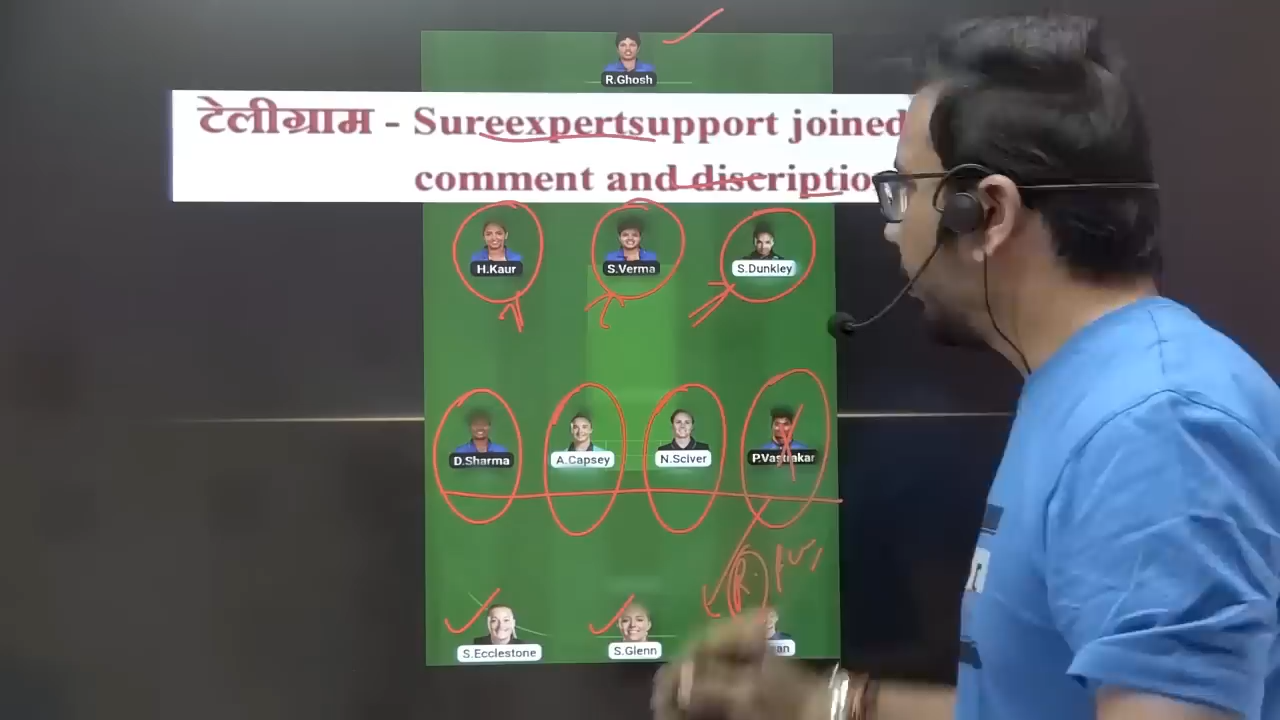 R.Ghosh
टेलीग्राम - Sureexpertsupport joined
comment and discriptio
H.Kaur
S.Verma
S.Dunkley
D.Sharma
A.Capsey
N.Sciver
P.Vastrakar
R.
S.Ecclestone
S.Glenn